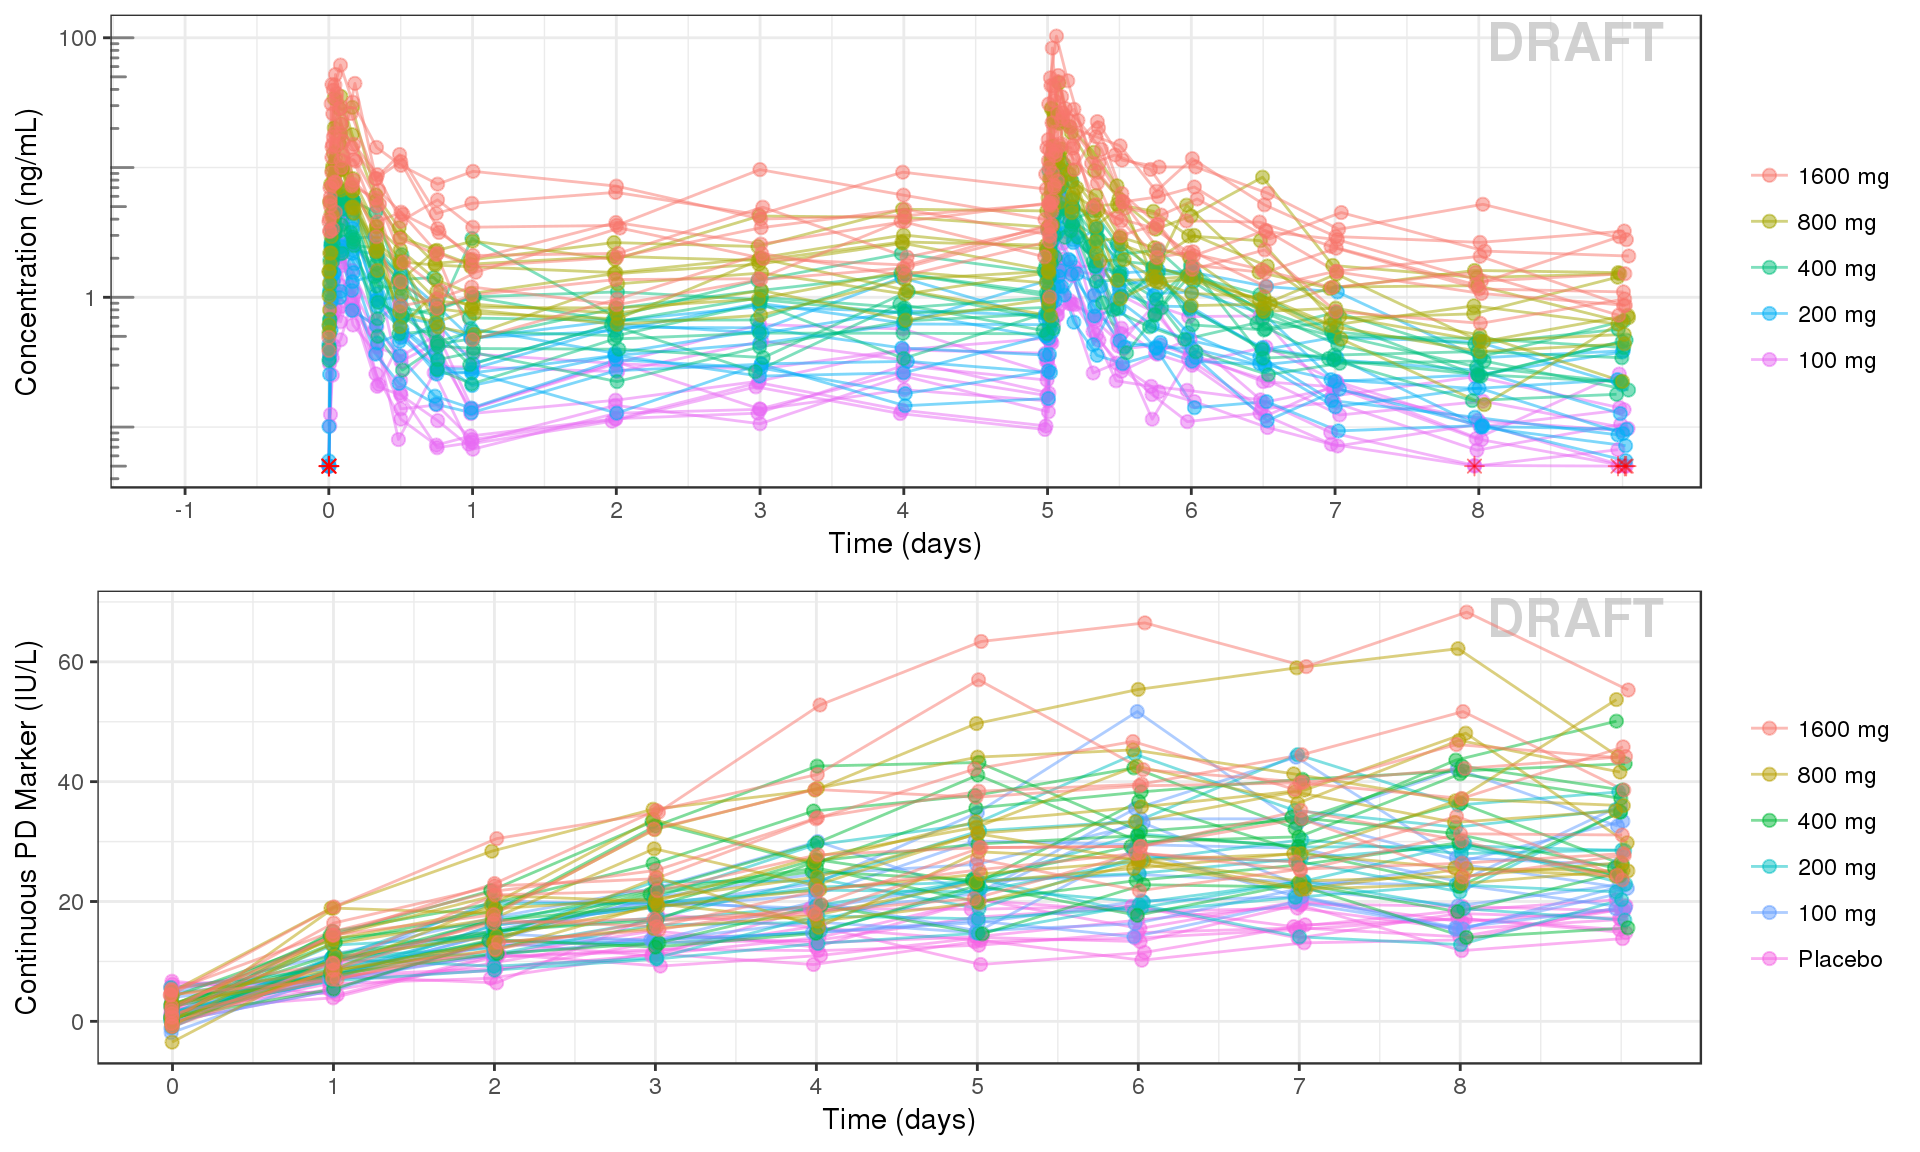 DRAFT
Concentration (ng/mL)
100
1
-1 0 1 2 3 4 5 6 7 8
Time (days)
1600 mg
800 mg
400 mg
200 mg
100 mg
DRAFT
Continuous PD Marker (IU/L)
60
40
20
0
0 1 2 3 4 5 6 7 8
Time (days)
1600 mg
800 mg
400 mg
200 mg
100 mg
Placebo